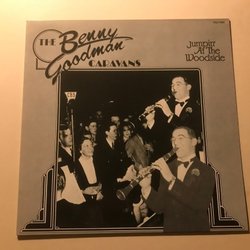 THE Benny
Goodman
CARAVANS
Jumpin'
At The
Woodside